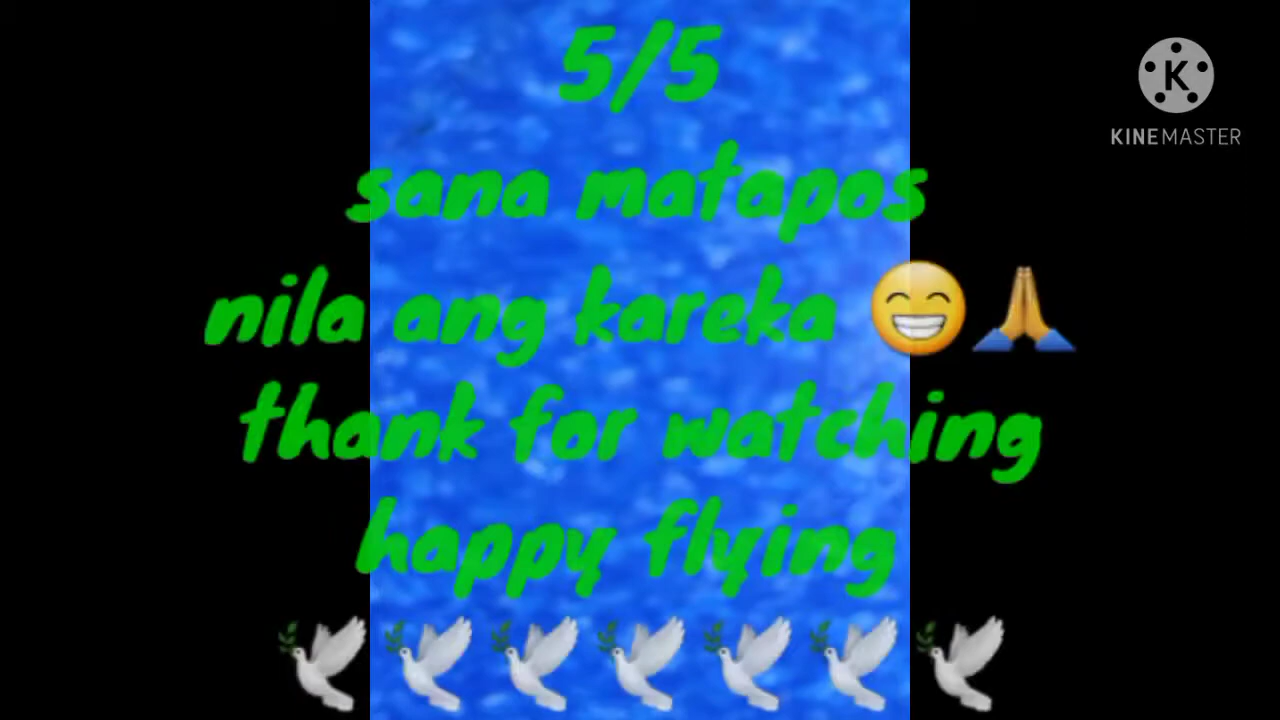 5/5
KINEMASTER
sana matapos
nila ang kareka 😁🙏
thank for watching
happy flying
🕊🕊🕊🕊🕊🕊🕊